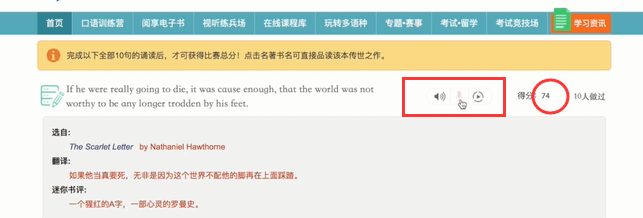 首页 口语训练营 阅享电子书 视听练兵场 在线课程库 玩转多语种 专题•赛事 考试•留学 考试竞技场 学习资讯
完成以下全部10句的诵读后，才可获得比赛总分！点击名著书名可直接品读该本传世之作。
If he were really going to die, it was cause enough, that the world was not
worthy to be any longer trodden by his feet.
得分: 74 10人做过
选自:
The Scarlet Letter by Nathaniel Hawthorne
翻译:
如果他当真要死，无非是因为这个世界不配他的脚再在上面踩踏。
迷你书评:
一个猩红的A字，一部心灵的罗曼史。